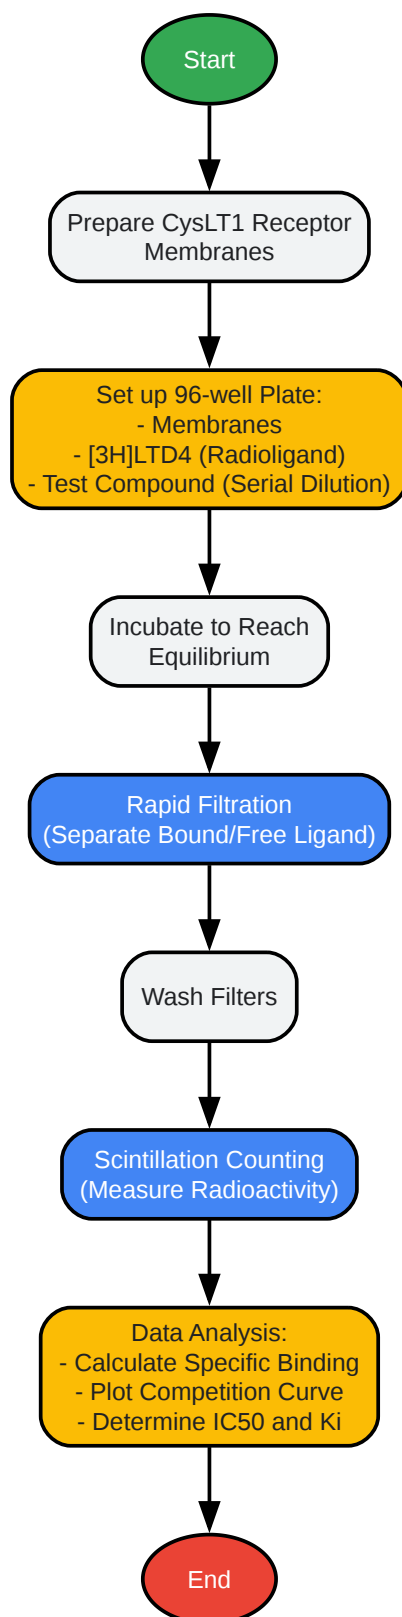 Start
Prepare CysLT1 Receptor
Membranes
Set up 96-well Plate:
- Membranes
- [3H]LTD4 (Radioligand)
- Test Compound (Serial Dilution)
Incubate to Reach
Equilibrium
Rapid Filtration
(Separate Bound/Free Ligand)
Wash Filters
Scintillation Counting
(Measure Radioactivity)
Data Analysis:
- Calculate Specific Binding
- Plot Competition Curve
- Determine IC50 and Ki
End